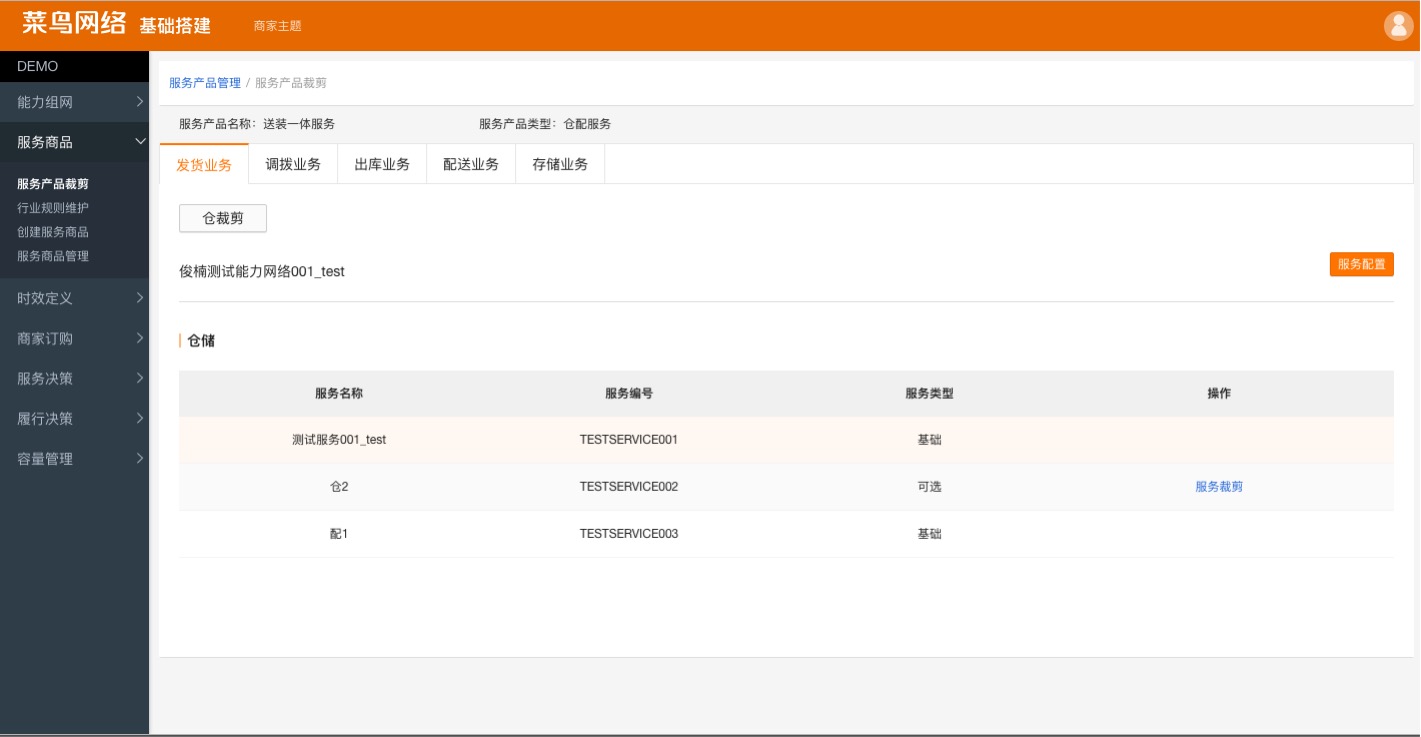 菜鸟网络 基础搭建 商家主题
DEMO
能力组网
服务商品
服务产品裁剪
行业规则维护
创建服务商品
服务商品管理
时效定义
商家订购
服务决策
履行决策
容量管理
服务产品管理 / 服务产品裁剪
服务产品名称：送装一体服务 服务产品类型：仓配服务
发货业务 调拨业务 出库业务 配送业务 存储业务
仓裁剪
俊楠测试能力网络001_test 服务配置
仓储
服务名称 服务编号 服务类型 操作
测试服务001_test TESTSERVICE001 基础
仓2 TESTSERVICE002 可选 服务裁剪
配1 TESTSERVICE003 基础